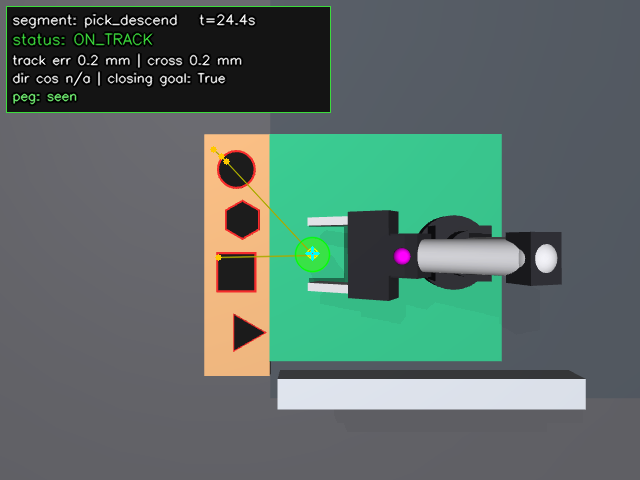 segment: pick_descend t=24.4s
status: ON_TRACK
track err 0.2 mm | cross 0.2 mm
dir cos n/a | closing goal: True
peg: seen